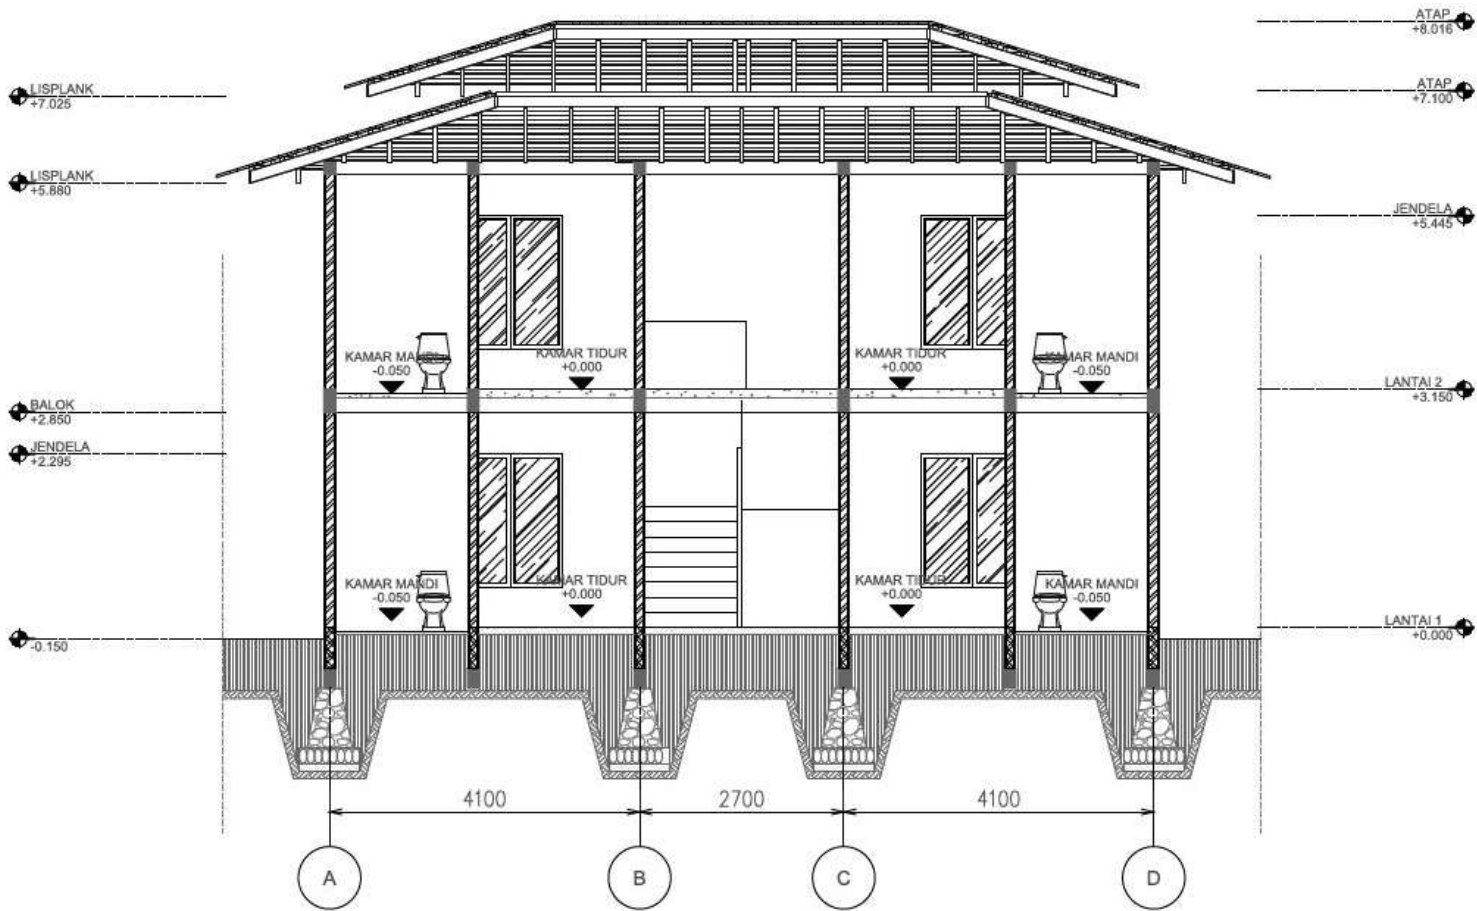 ATAP
+8.016
LISPLANK
+7.025
ATAP
+7.100
LISPLANK
+5.880
JENDELA
+5.445
KAMAR MANDI
-0.050
KAMAR TIDUR
+0.000
KAMAR TIDUR
+0.000
KAMAR MANDI
-0.050
LANTAI 2
+3.150
BALOK
+2.850
JENDELA
+2.295
KAMAR MANDI
-0.050
KAMAR TIDUR
+0.000
KAMAR TIDUR
+0.000
KAMAR MANDI
-0.050
LANTAI 1
+0.000
-0.150
4100
2700
4100
A
B
C
D